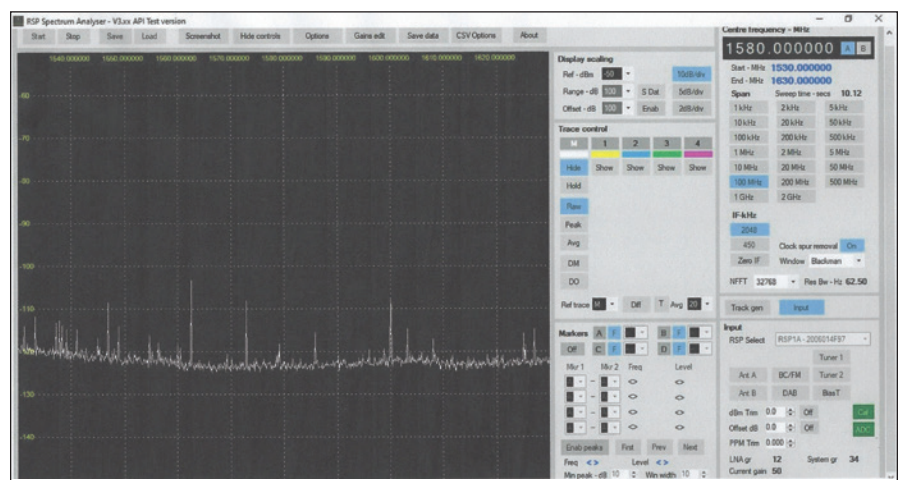 RSP Spectrum Analyser - V3.xx API Test version
Start Stop Save Load Screenshot Hide controls Options Gains edit Save data CSV Options About
1540.000000 1550.000000 1560.000000 1570.000000 1580.000000 1590.000000 1600.000000 1610.000000 1620.000000
-60
-70
-80
-90
-100
-110
-120
-130
-140
Display scaling
Ref - dBm -50 10dB/div
Range - dB 100 S Dat 5dB/div
Offset - dB 100 Enab 2dB/div
Trace control
M 1 2 3 4
Hide Show Show Show Show
Hold
Raw
Peak
Avg
DM
DO
Ref trace M Diff T Avg 20
Markers A F B F
Off C F D F
Mkr 1 Mkr 2 Freq Level
- <> <>
- <> <>
- <> <>
- <> <>
Enab peaks First Prev Next
Freq <> Level <>
Min peak - dB 10 Win width 10
Centre frequency - MHz
1580.000000 A B
Start - MHz 1530.000000
End - MHz 1630.000000
Span Sweep time - secs 10.12
1 kHz 2 kHz 5 kHz
10 kHz 20 kHz 50 kHz
100 kHz 200 kHz 500 kHz
1 MHz 2 MHz 5 MHz
10 MHz 20 MHz 50 MHz
100 MHz 200 MHz 500 MHz
1 GHz 2 GHz
IF-kHz
2048
450 Clock spur removal On
Zero IF Window Blackman
NFFT 32768 Res Bw - Hz 62.50
Track gen Input
Input
RSP Select RSP1A - 2005014F97
Tuner 1
Ant A BC/FM Tuner 2
Ant B DAB BiasT
dBm Trim 0.0 Off Cal
Offset dB 0.0 Off ADC
PPM Trim 0.000
LNA gr 12 System gr 34
Current gain 50